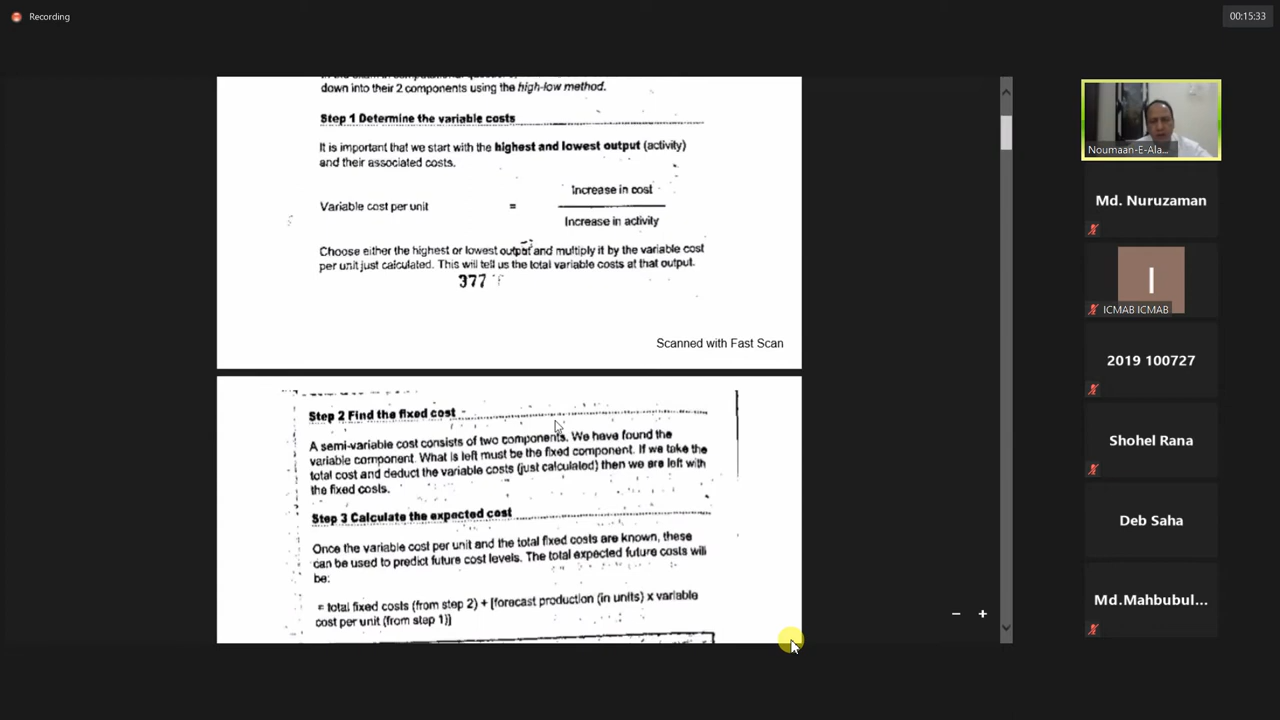 Recording
00:15:33
down into their 2 components using the high-low method.
Step 1 Determine the variable costs
It is important that we start with the highest and lowest output (activity)
and their associated costs.
Increase in cost
Variable cost per unit =
Increase in activity
Choose either the highest or lowest output and multiply it by the variable cost
per unit just calculated. This will tell us the total variable costs at that output.
377
Scanned with Fast Scan
Step 2 Find the fixed cost
A semi-variable cost consists of two components. We have found the
variable component. What is left must be the fixed component. If we take the
total cost and deduct the variable costs (just calculated) then we are left with
the fixed costs.
Step 3 Calculate the expected cost
Once the variable cost per unit and the total fixed costs are known, these
can be used to predict future cost levels. The total expected future costs will
be:
= total fixed costs (from step 2) + [forecast production (in units) x variable
cost per unit (from step 1)]
Noumaan-E-Ala...
Md. Nuruzaman
I
ICMAB ICMAB
2019 100727
Shohel Rana
Deb Saha
Md.Mahbubul...